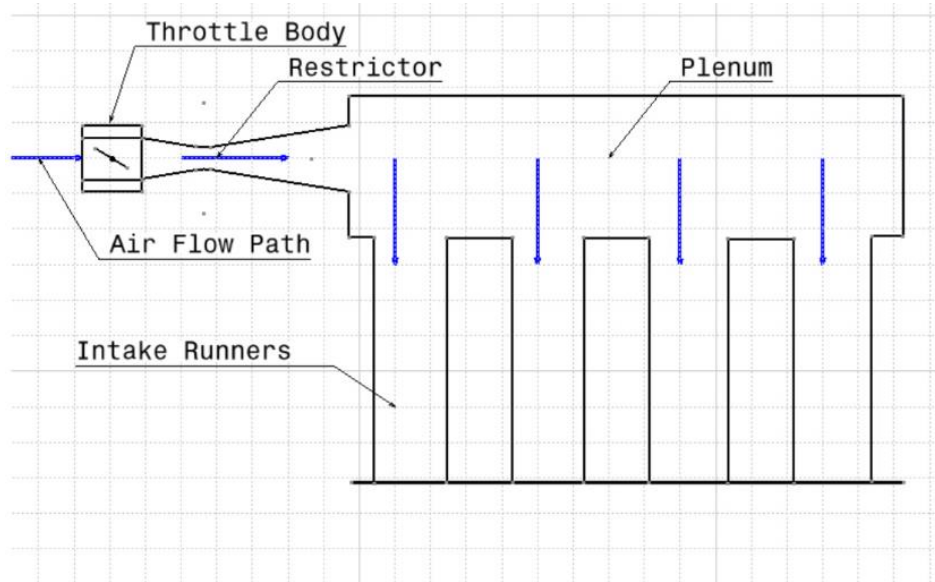 Throttle Body
Restrictor
Plenum
Air Flow Path
Intake Runners